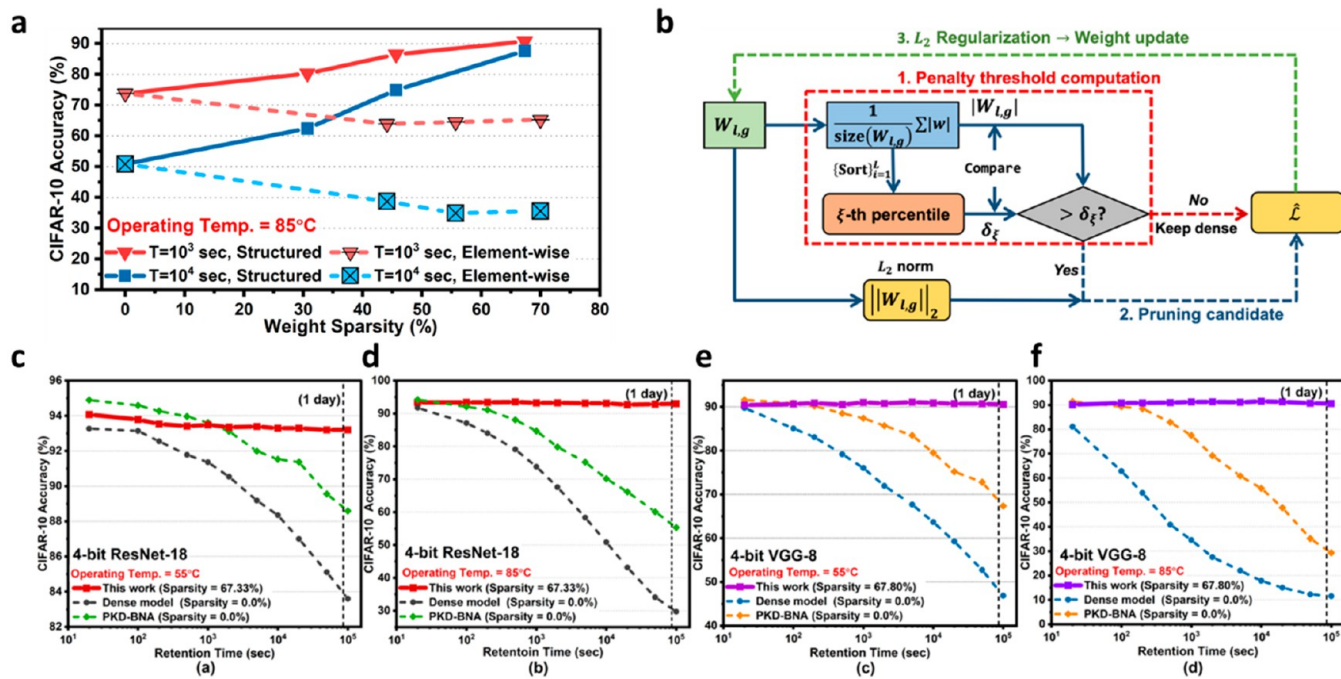 a
CIFAR-10 Accuracy (%)
90
80
70
60
50
40
30
20
10
Operating Temp. = 85°C
T=10³ sec, Structured
T=10³ sec, Element-wise
T=10⁴ sec, Structured
T=10⁴ sec, Element-wise
0 10 20 30 40 50 60 70 80
Weight Sparsity (%)
b
3. L₂ Regularization → Weight update
1. Penalty threshold computation
W_{l,g}
1/size(W_{l,g}) Σ|w|
|W_{l,g}|
{Sort}_{i=1}^{L}
Compare
ξ-th percentile
δ_ξ
> δ_ξ?
No
Keep dense
ℒ̂
Yes
L₂ norm
||W_{l,g}||₂
2. Pruning candidate
c
CIFAR-10 Accuracy (%)
96
94
92
90
88
86
84
82
(1 day)
4-bit ResNet-18
Operating Temp. = 55°C
This work (Sparsity = 67.33%)
Dense model (Sparsity = 0.0%)
PKD-BNA (Sparsity = 0.0%)
10¹ 10² 10³ 10⁴ 10⁵
Retention Time (sec)
(a)
d
CIFAR-10 Accuracy (%)
100
90
80
70
60
50
40
30
(1 day)
4-bit ResNet-18
Operating Temp. = 85°C
This work (Sparsity = 67.33%)
Dense model (Sparsity = 0.0%)
PKD-BNA (Sparsity = 0.0%)
10¹ 10² 10³ 10⁴ 10⁵
Retentoin Time (sec)
(b)
e
CIFAR-10 Accuracy (%)
100
90
80
70
60
50
40
(1 day)
4-bit VGG-8
Operating Temp. = 55°C
This work (Sparsity = 67.80%)
Dense model (Sparsity = 0.0%)
PKD-BNA (Sparsity = 0.0%)
10¹ 10² 10³ 10⁴ 10⁵
Retention Time (sec)
(c)
f
CIFAR-10 Accuracy (%)
100
90
80
70
60
50
40
30
20
10
0
(1 day)
4-bit VGG-8
Operating Temp. = 85°C
This work (Sparsity = 67.80%)
Dense model (Sparsity = 0.0%)
PKD-BNA (Sparsity = 0.0%)
10¹ 10² 10³ 10⁴ 10⁵
Retention Time (sec)
(d)